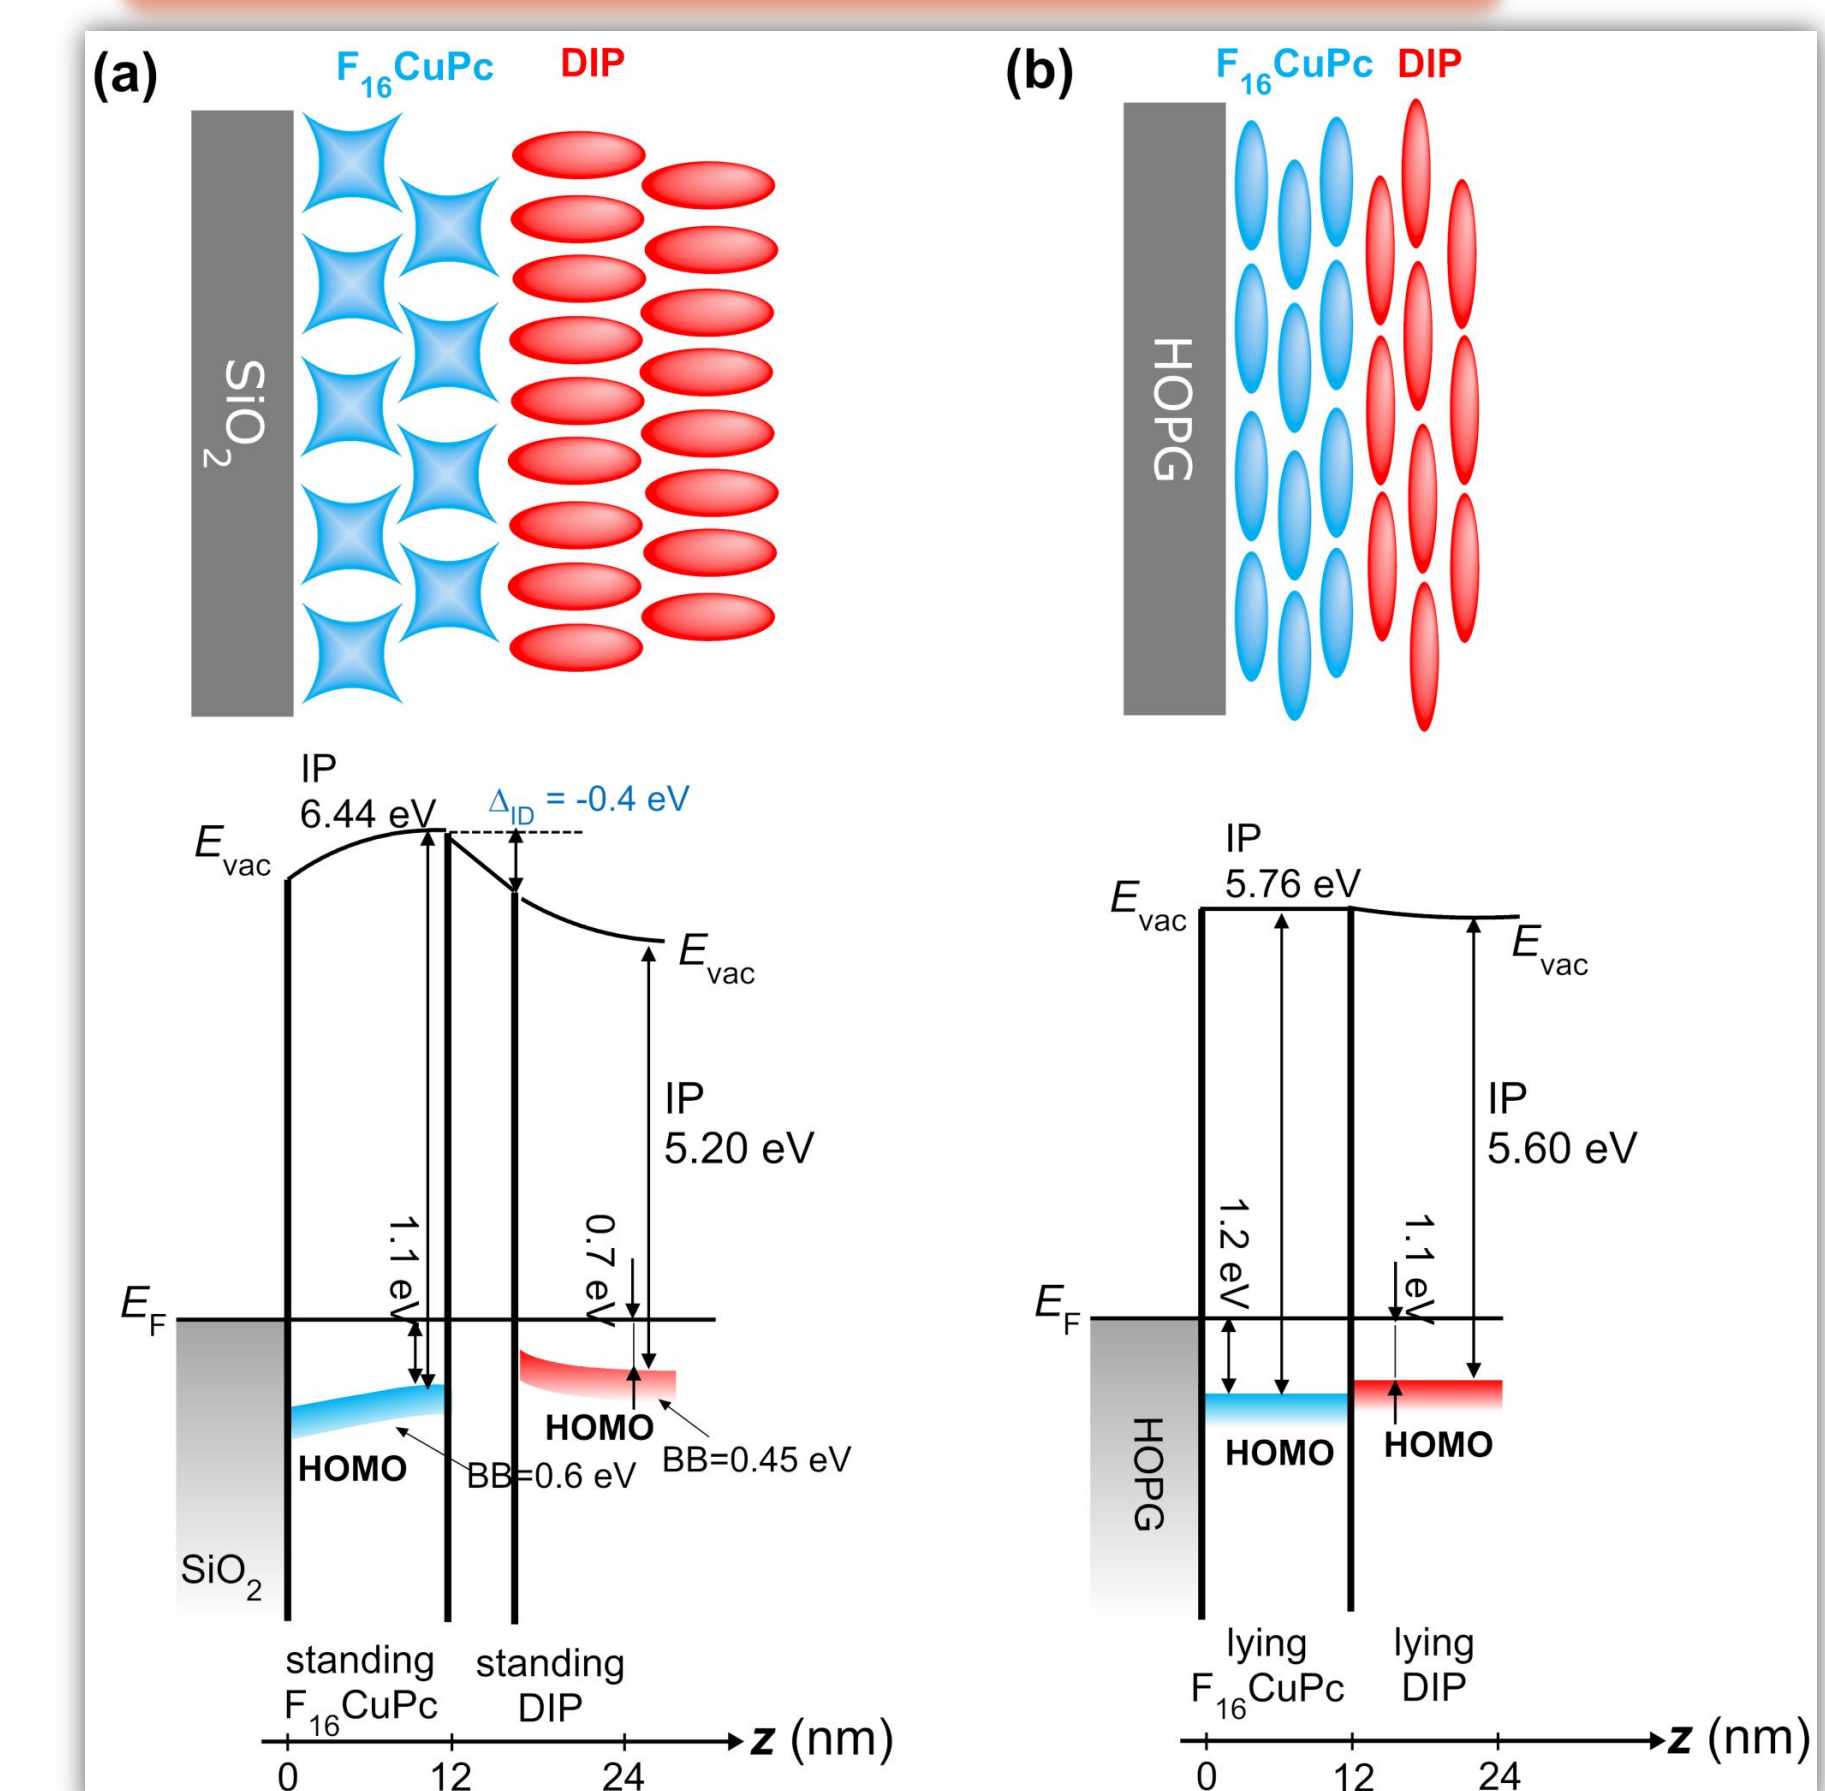 (a)
F16CuPc DIP
SiO2
IP
6.44 eV
ΔID = -0.4 eV
Evac
Evac
IP
5.20 eV
1.1 eV
0.7 eV
EF
HOMO
HOMO
BB=0.6 eV
BB=0.45 eV
SiO2
standing
F16CuPc
standing
DIP
z (nm)
0 12 24
(b)
F16CuPc DIP
HOPG
IP
5.76 eV
Evac
Evac
IP
5.60 eV
1.2 eV
1.1 eV
EF
HOMO
HOMO
HOPG
lying
F16CuPc
lying
DIP
z (nm)
0 12 24